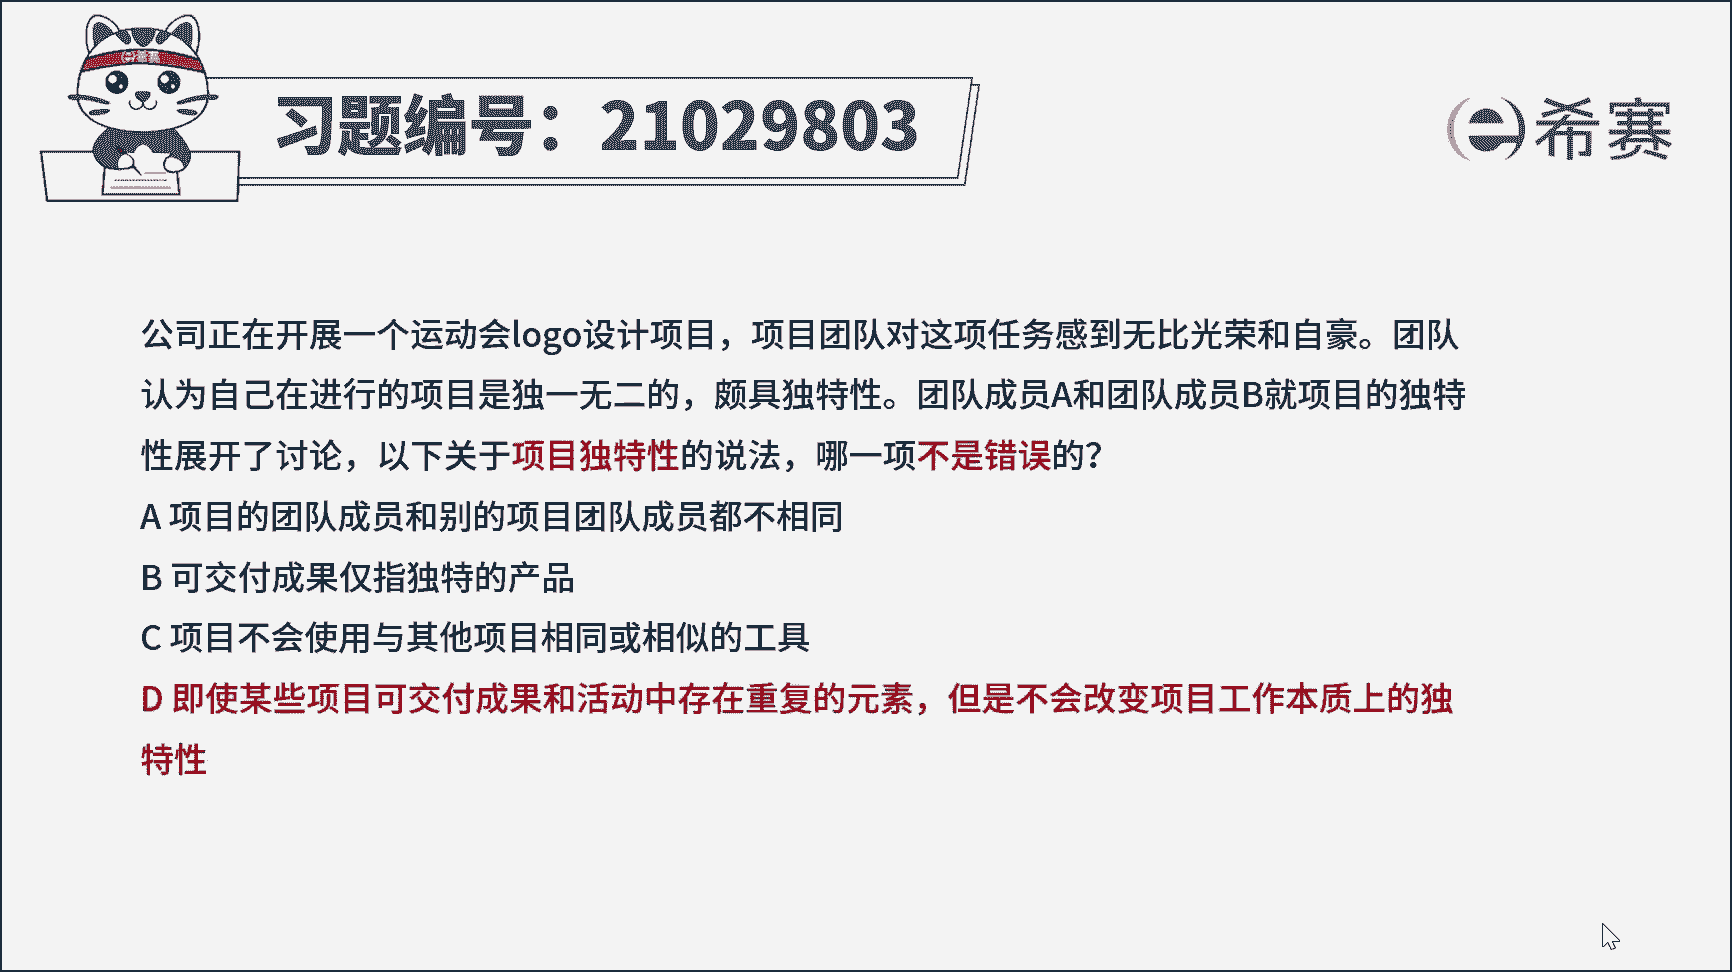 习题编号：21029803
希赛
公司正在开展一个运动会logo设计项目，项目团队对这项任务感到无比光荣和自豪。团队
认为自己在进行的项目是独一无二的，颇具独特性。团队成员A和团队成员B就项目的独特
性展开了讨论，以下关于项目独特性的说法，哪一项不是错误的？
A 项目的团队成员和别的项目团队成员都不相同
B 可交付成果仅指独特的产品
C 项目不会使用与其他项目相同或相似的工具
D 即使某些项目可交付成果和活动中存在重复的元素，但是不会改变项目工作本质上的独
特性